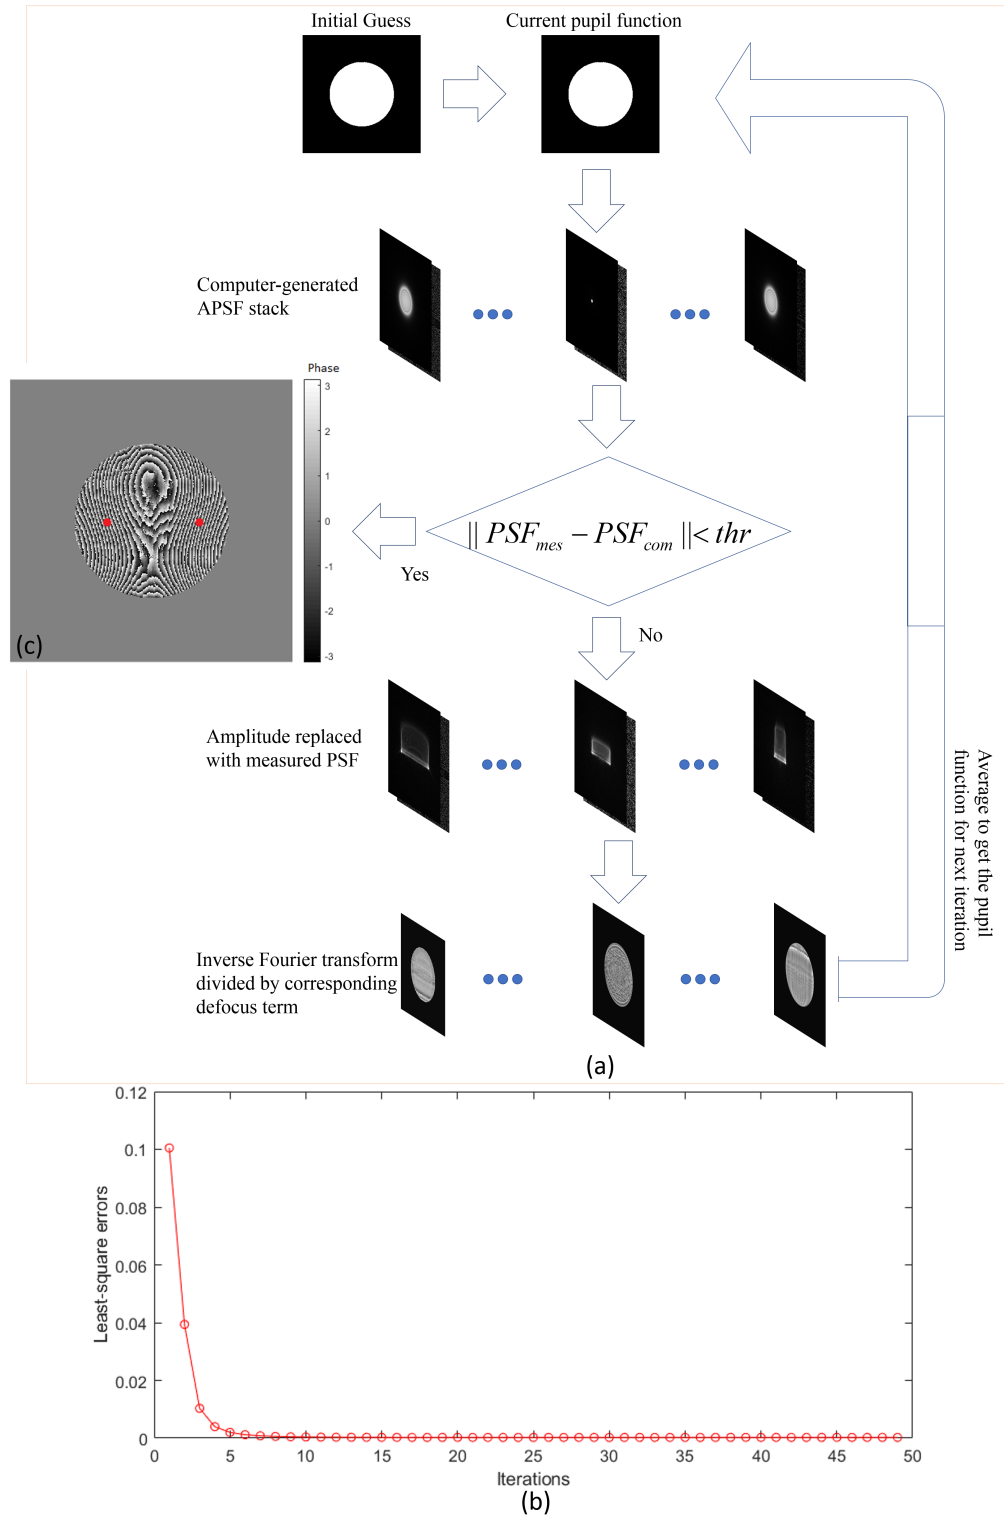 Initial Guess
Current pupil function
Computer-generated
APSF stack
Phase
3
2
1
0
-1
-2
-3
(c)
|| PSF_mes − PSF_com ||< thr
Yes
No
Amplitude replaced
with measured PSF
Average to get the pupil
function for next iteration
Inverse Fourier transform
divided by corresponding
defocus term
(a)
0.12
0.1
0.08
0.06
0.04
0.02
0
Least-square errors
0 5 10 15 20 25 30 35 40 45 50
Iterations
(b)